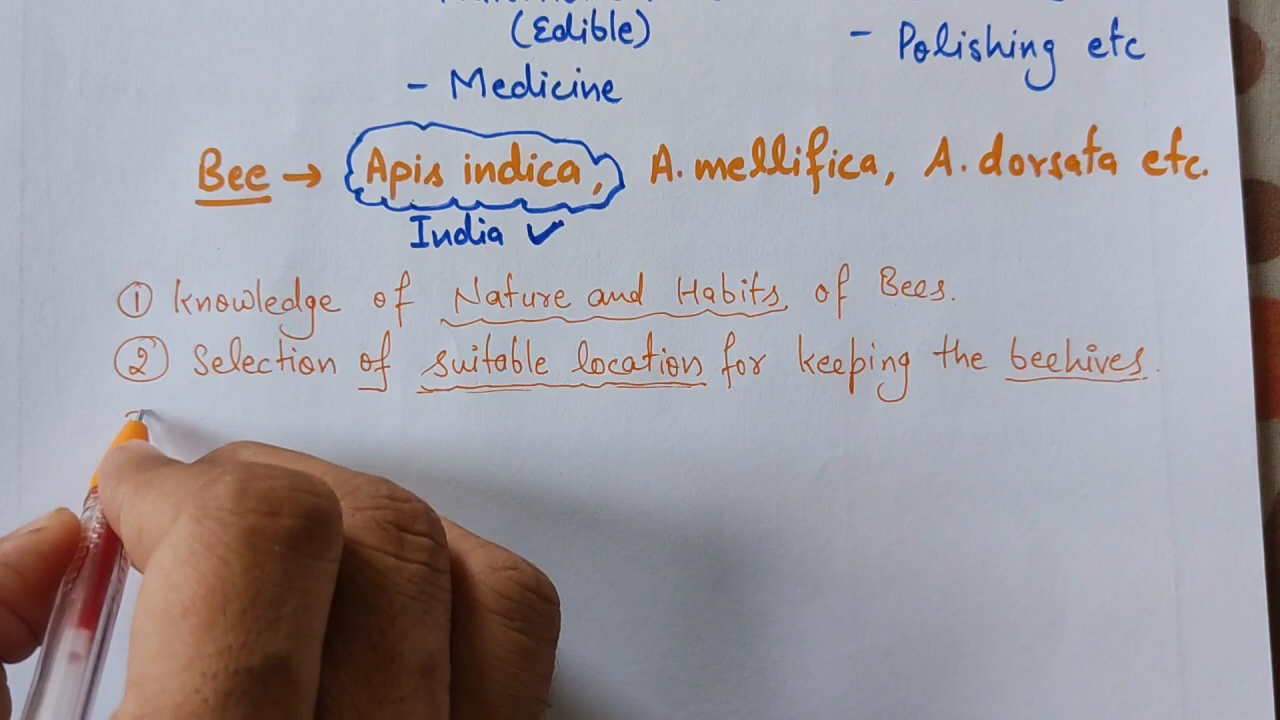 (Edible)
- Polishing etc
- Medicine
Bee → Apis indica, A. mellifica, A. dorsata etc.
India ✓
① Knowledge of Nature and Habits of Bees.
② Selection of suitable location for keeping the beehives.